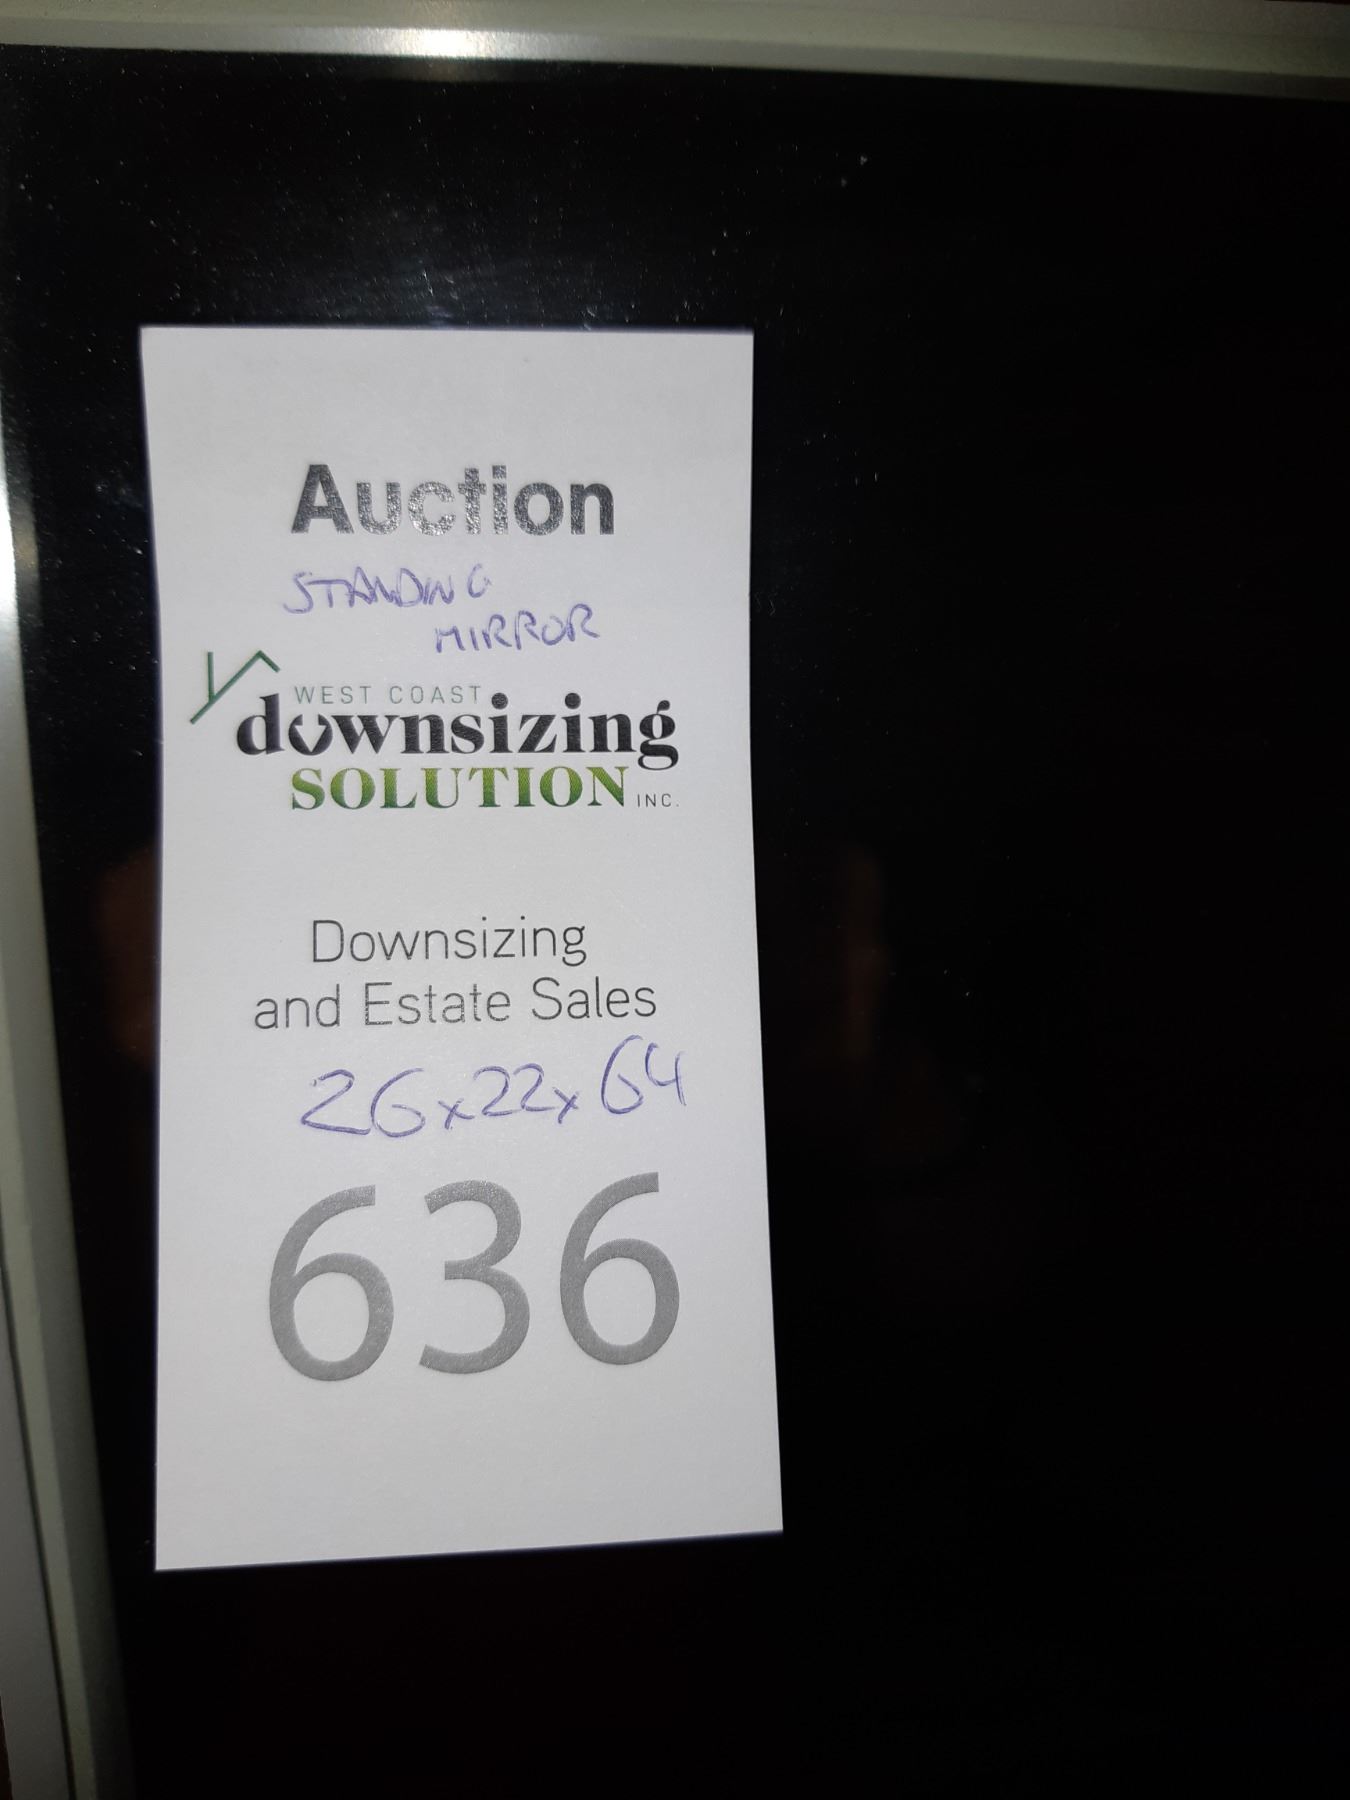 Auction
STANDING
MIRROR
WEST COAST
downsizing
SOLUTION INC.
Downsizing
and Estate Sales
26x22x64
636